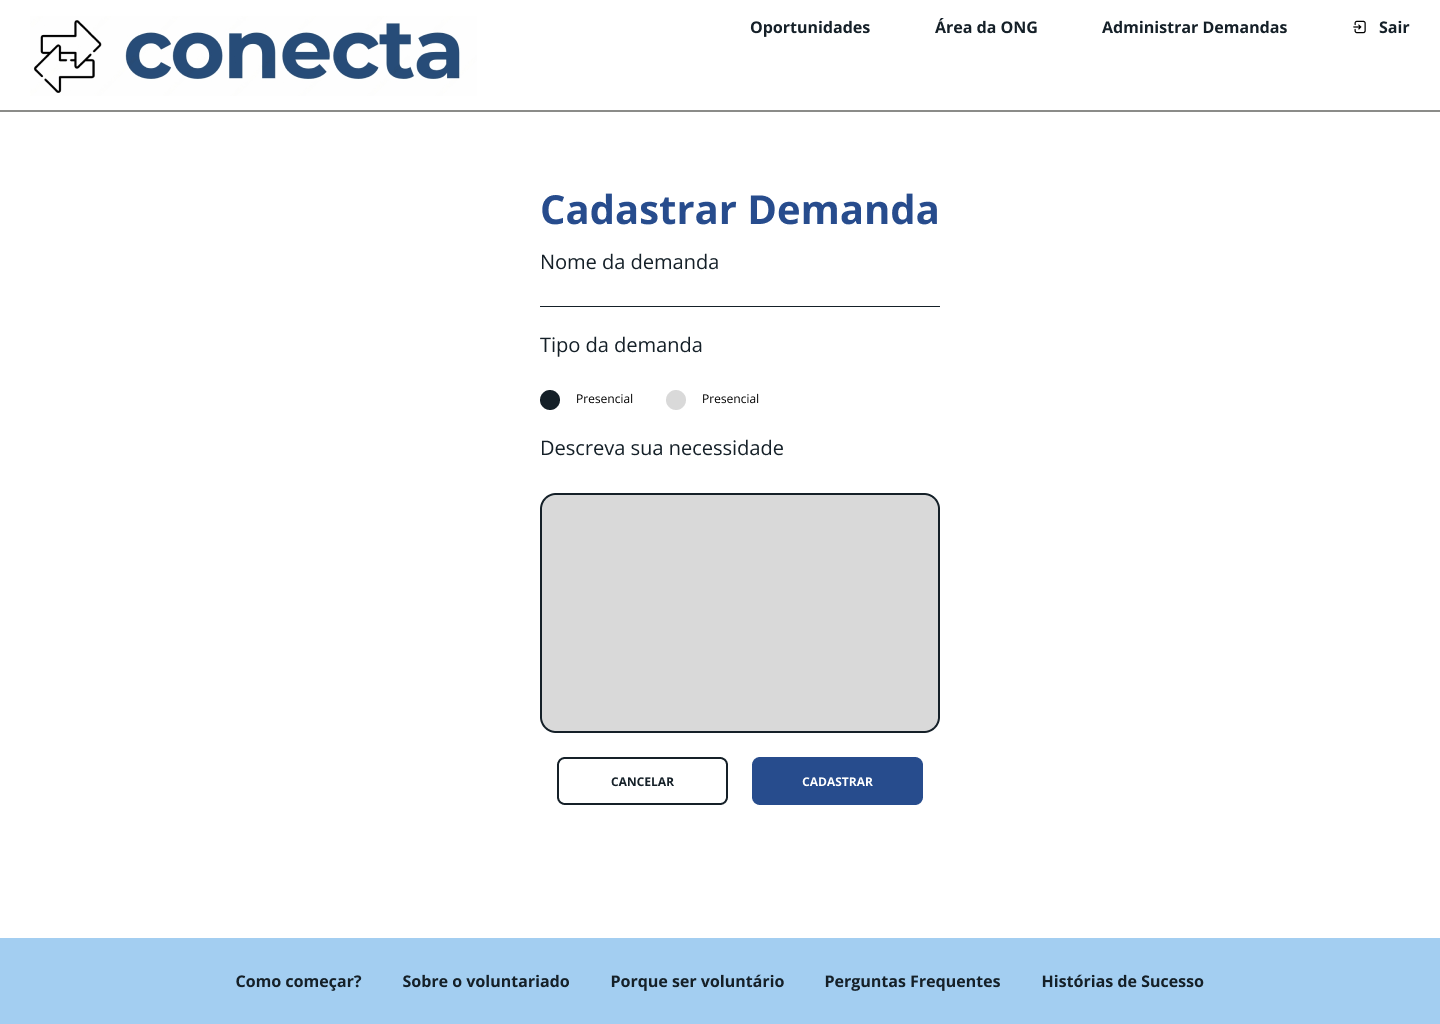 conecta
Oportunidades
Área da ONG
Administrar Demandas
Sair
Cadastrar Demanda
Nome da demanda
Tipo da demanda
Presencial
Presencial
Descreva sua necessidade
CANCELAR
CADASTRAR
Como começar?
Sobre o voluntariado
Porque ser voluntário
Perguntas Frequentes
Histórias de Sucesso